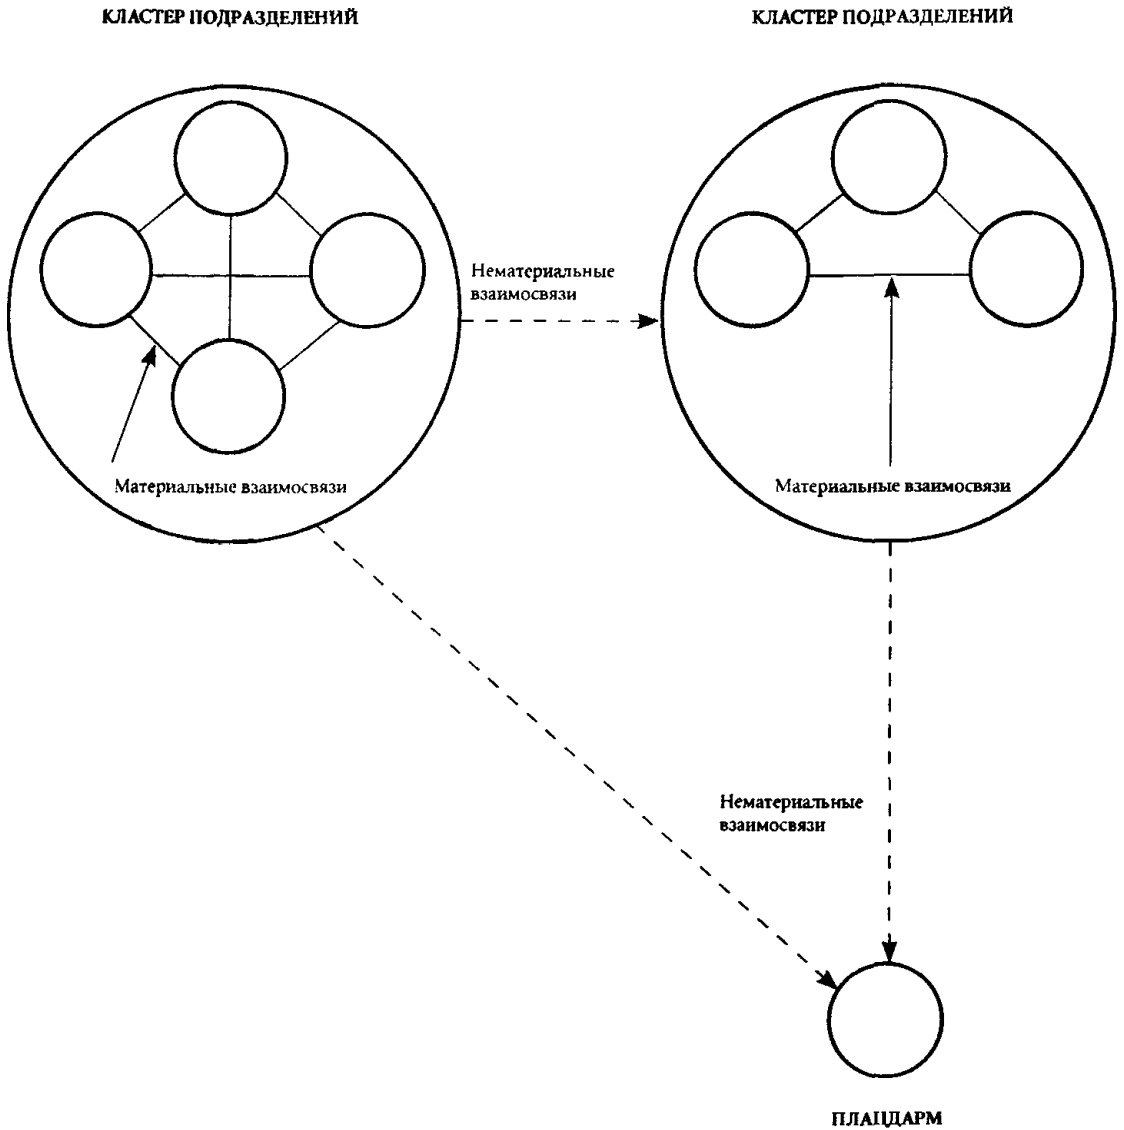 КЛАСТЕР ПОДРАЗДЕЛЕНИЙ
КЛАСТЕР ПОДРАЗДЕЛЕНИЙ
Нематериальные
взаимосвязи
Материальные взаимосвязи
Материальные взаимосвязи
Нематериальные
взаимосвязи
ПЛАЦДАРМ